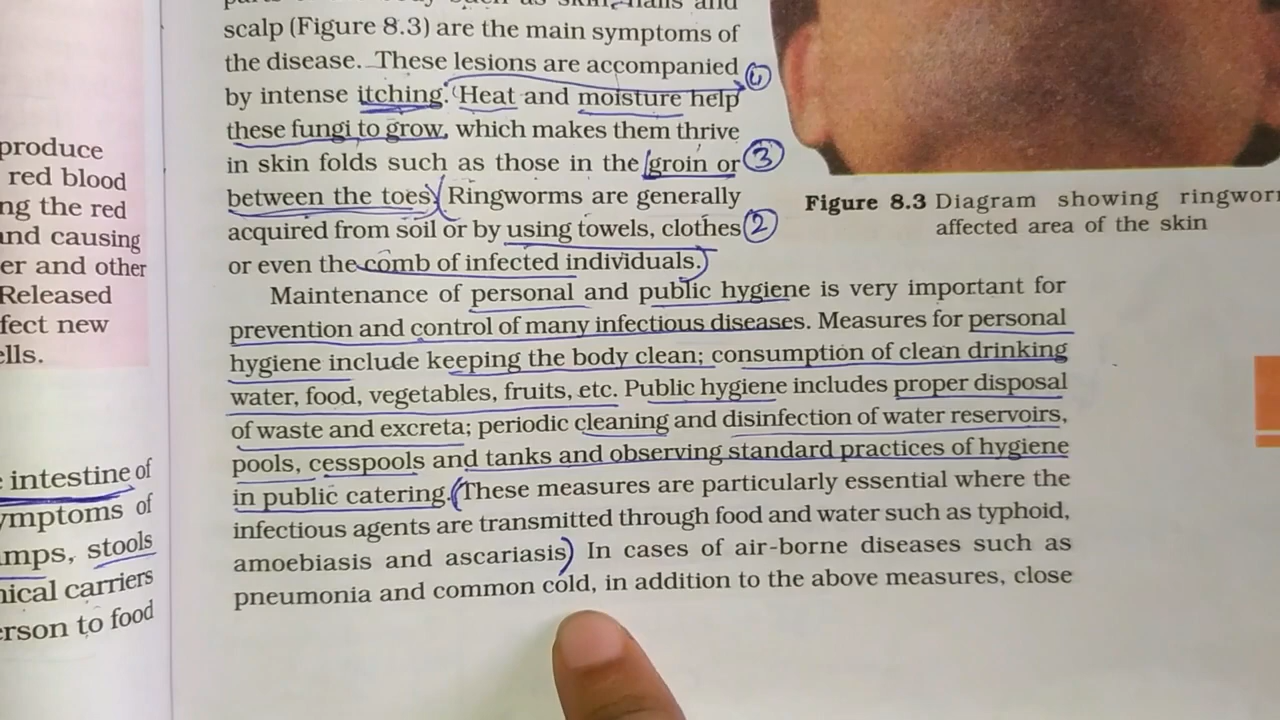 produce
red blood
ng the red
and causing
er and other
Released
fect new
ells.
intestine of
ymptoms of
amps, stools
nical carriers
erson to food
scalp (Figure 8.3) are the main symptoms of
the disease. These lesions are accompanied
by intense itching. Heat and moisture help
these fungi to grow, which makes them thrive
in skin folds such as those in the groin or
between the toes. Ringworms are generally
acquired from soil or by using towels, clothes
or even the comb of infected individuals.
3
2
Maintenance of personal and public hygiene is very important for
prevention and control of many infectious diseases. Measures for personal
hygiene include keeping the body clean; consumption of clean drinking
water, food, vegetables, fruits, etc. Public hygiene includes proper disposal
of waste and excreta; periodic cleaning and disinfection of water reservoirs,
pools, cesspools and tanks and observing standard practices of hygiene
in public catering. These measures are particularly essential where the
infectious agents are transmitted through food and water such as typhoid,
amoebiasis and ascariasis. In cases of air-borne diseases such as
pneumonia and common cold, in addition to the above measures, close
Figure 8.3 Diagram showing ringwor
affected area of the skin